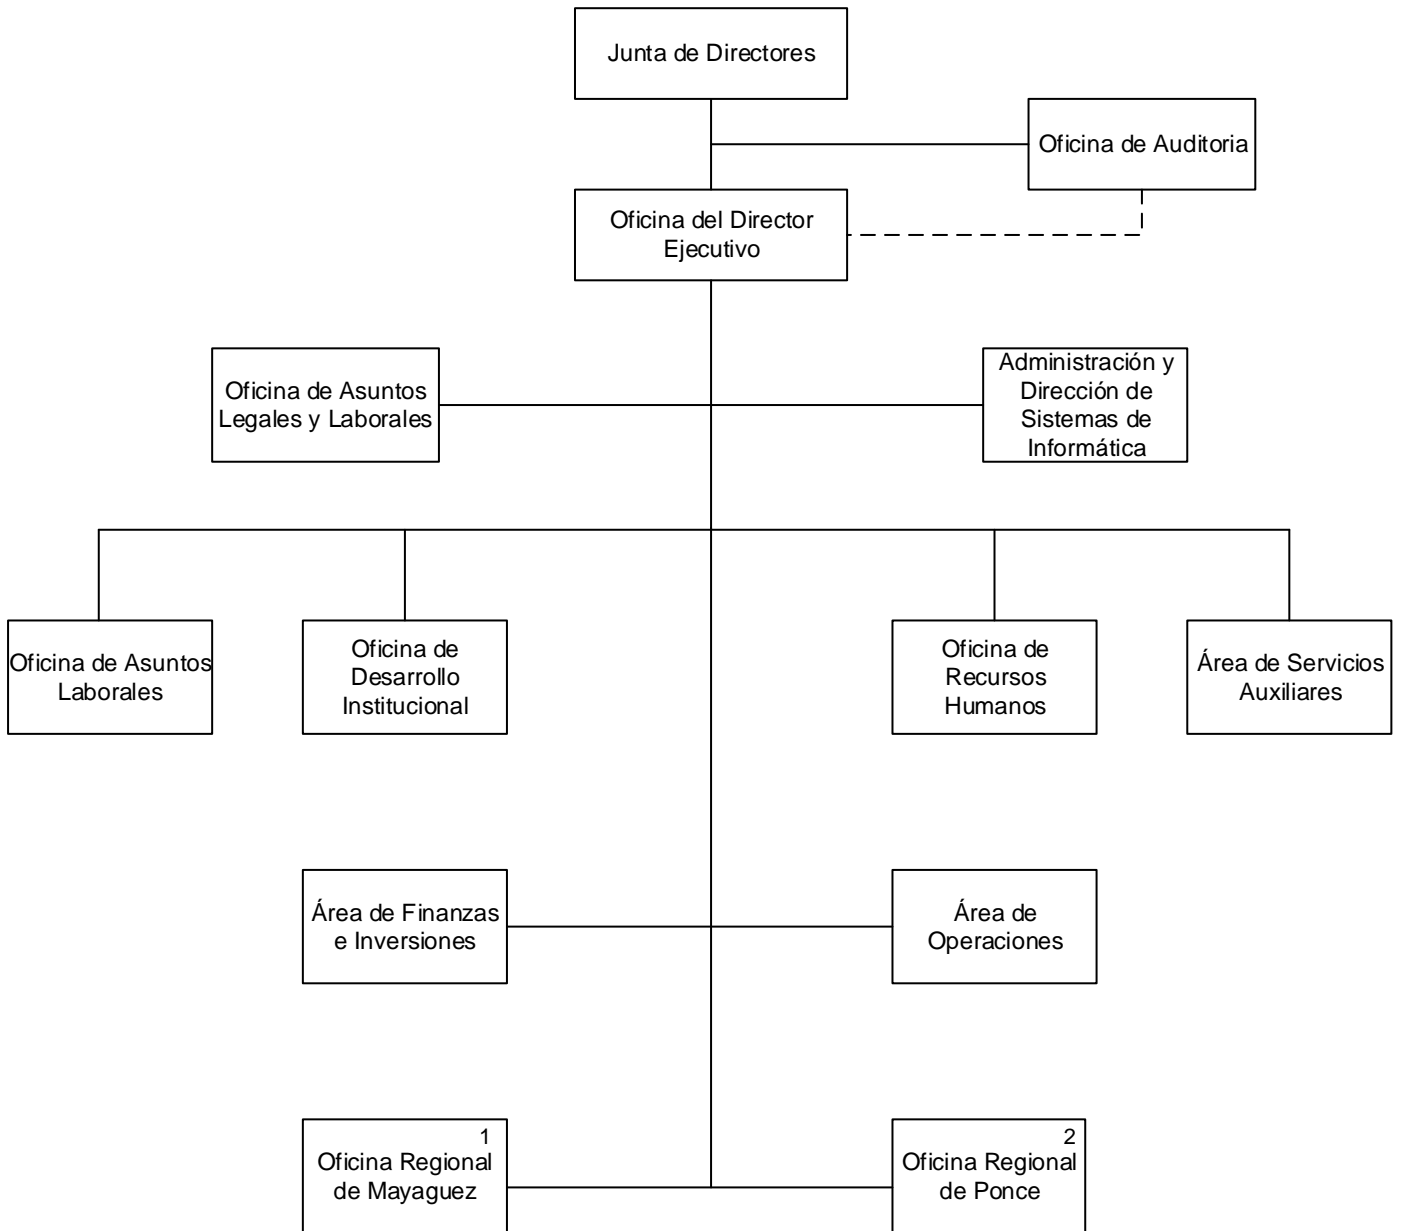 Junta de Directores
Oficina de Auditoria
Oficina del Director
Ejecutivo
Oficina de Asuntos
Legales y Laborales
Administración y
Dirección de
Sistemas de
Informática
Oficina de Asuntos
Laborales
Oficina de
Desarrollo
Institucional
Oficina de
Recursos
Humanos
Área de Servicios
Auxiliares
Área de Finanzas
e Inversiones
Área de
Operaciones
1
Oficina Regional
de Mayaguez
2
Oficina Regional
de Ponce